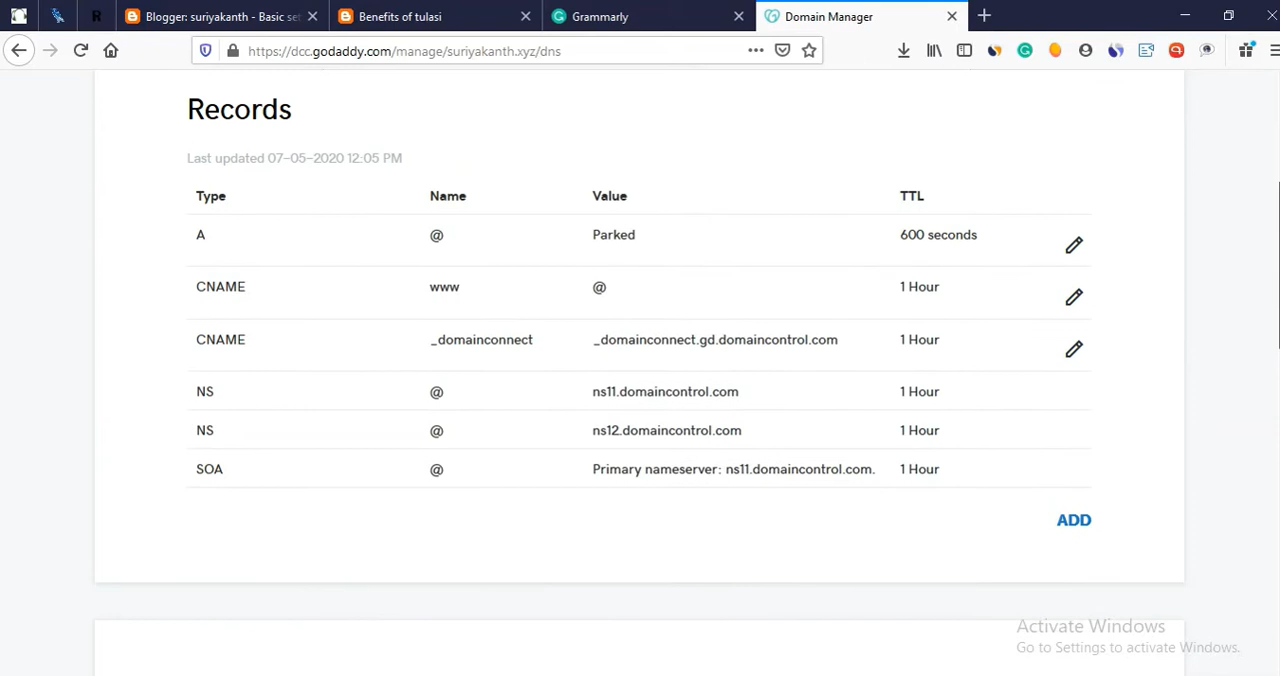 Blogger: suriyakanth - Basic set
Benefits of tulasi
Grammarly
Domain Manager
https://dcc.godaddy.com/manage/suriyakanth.xyz/dns
Records
Last updated 07-05-2020 12:05 PM
Type Name Value TTL
A @ Parked 600 seconds
CNAME www @ 1 Hour
CNAME _domainconnect _domainconnect.gd.domaincontrol.com 1 Hour
NS @ ns11.domaincontrol.com 1 Hour
NS @ ns12.domaincontrol.com 1 Hour
SOA @ Primary nameserver: ns11.domaincontrol.com. 1 Hour
ADD
Activate Windows
Go to Settings to activate Windows.